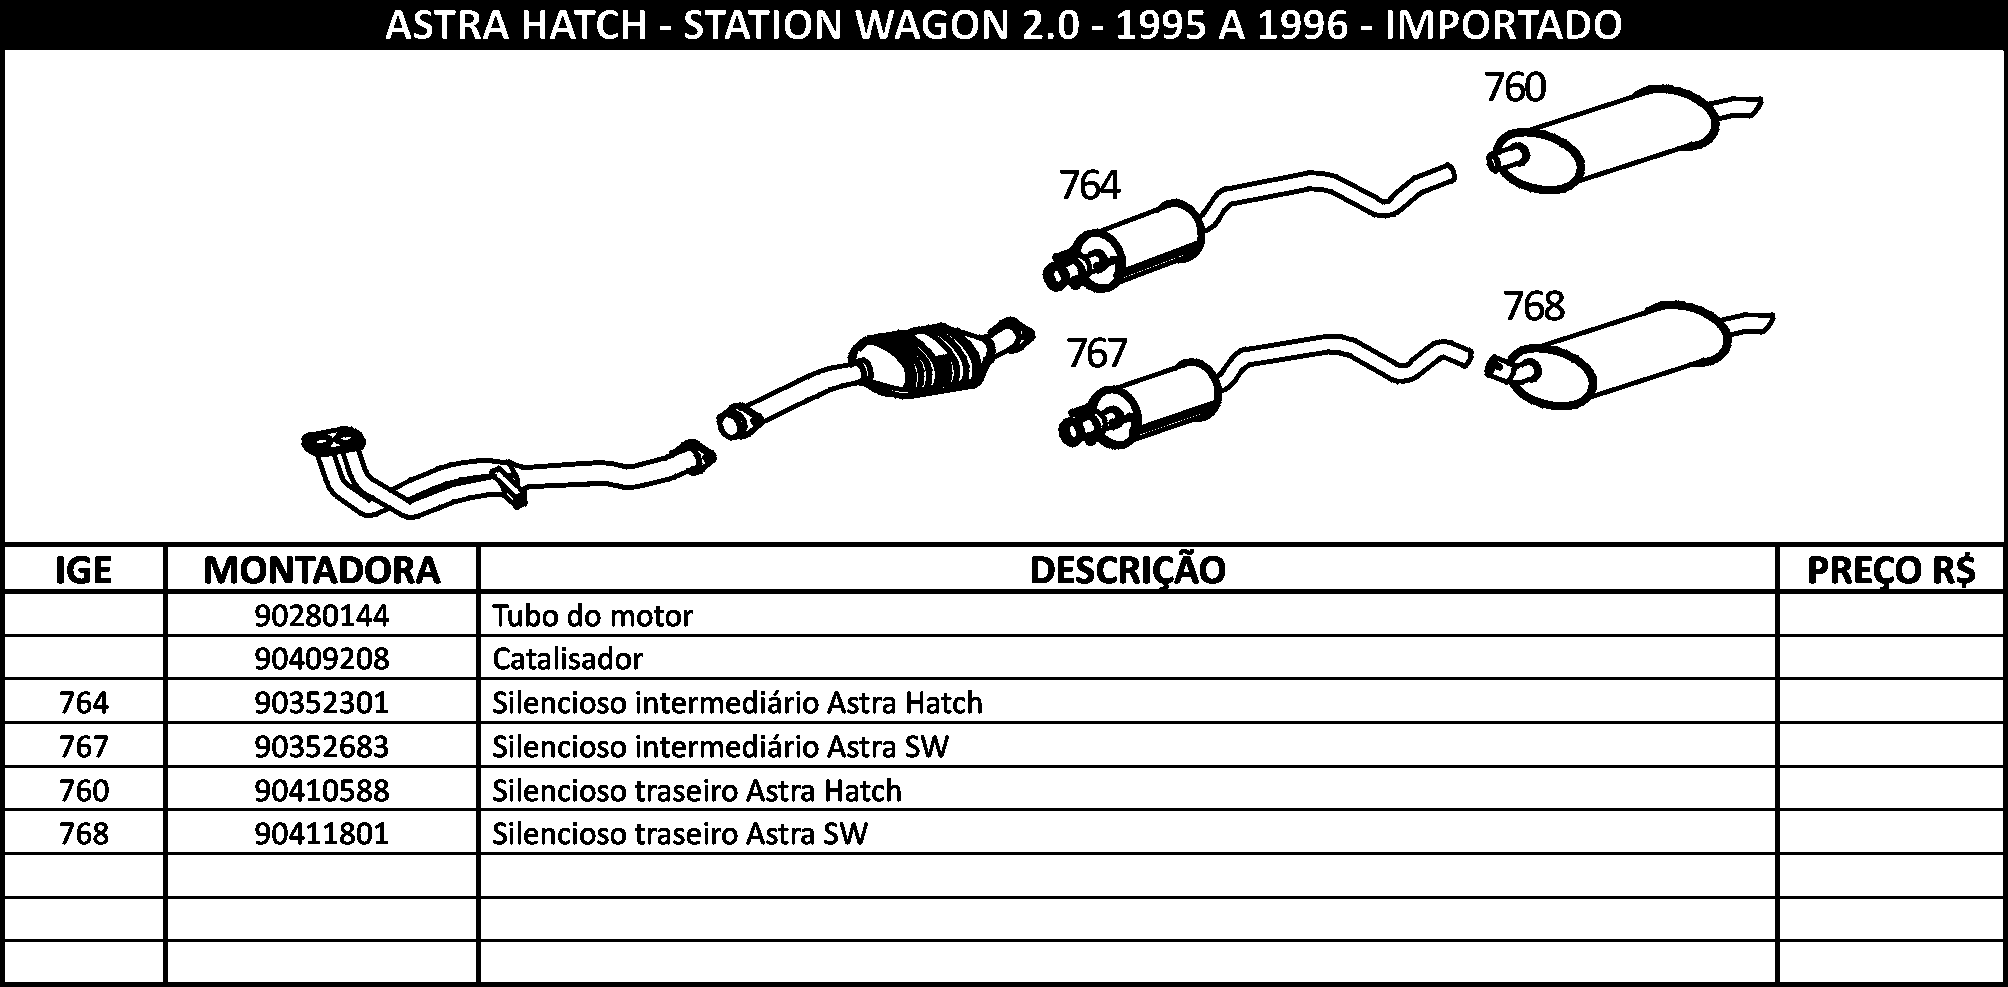 ASTRA HATCH - STATION WAGON 2.0 - 1995 A 1996 - IMPORTADO
760
764
768
767
IGE MONTADORA DESCRIÇÃO PREÇO R$
90280144 Tubo do motor
90409208 Catalisador
764 90352301 Silencioso intermediário Astra Hatch
767 90352683 Silencioso intermediário Astra SW
760 90410588 Silencioso traseiro Astra Hatch
768 90411801 Silencioso traseiro Astra SW